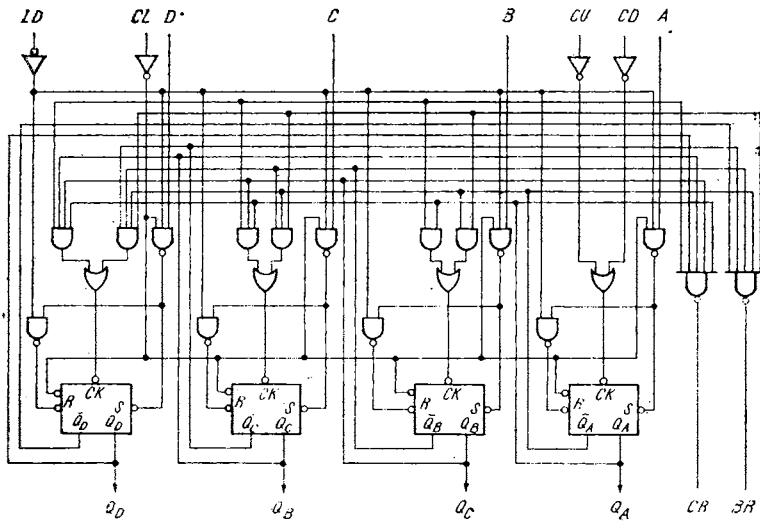 LD CL D C B CU CD A
CK CK CK CK
R S R S R S R S
Q̄D QD Q̄C QC Q̄B QB Q̄A QA
QD QB QC QA CR BR